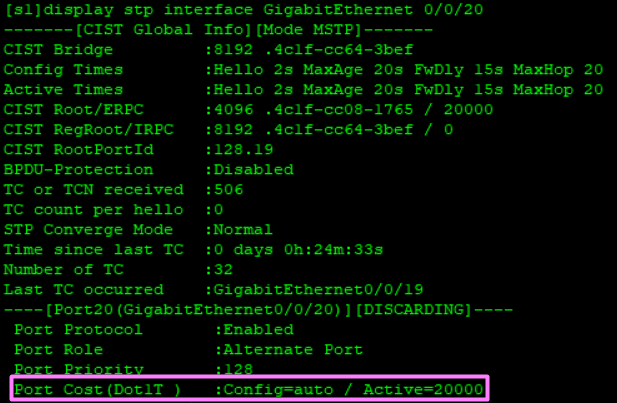 [sl]display stp interface GigabitEthernet 0/0/20
-------[CIST Global Info][Mode MSTP]-------
CIST Bridge :8192 .4c1f-cc64-3bef
Config Times :Hello 2s MaxAge 20s FwDly 15s MaxHop 20
Active Times :Hello 2s MaxAge 20s FwDly 15s MaxHop 20
CIST Root/ERPC :4096 .4c1f-cc08-1765 / 20000
CIST RegRoot/IRPC :8192 .4c1f-cc64-3bef / 0
CIST RootPortId :128.19
BPDU-Protection :Disabled
TC or TCN received :506
TC count per hello :0
STP Converge Mode :Normal
Time since last TC :0 days 0h:24m:33s
Number of TC :32
Last TC occurred :GigabitEthernet0/0/19
----[Port20(GigabitEthernet0/0/20)][DISCARDING]----
Port Protocol :Enabled
Port Role :Alternate Port
Port Priority :128
Port Cost(Dot1T ) :Config=auto / Active=20000